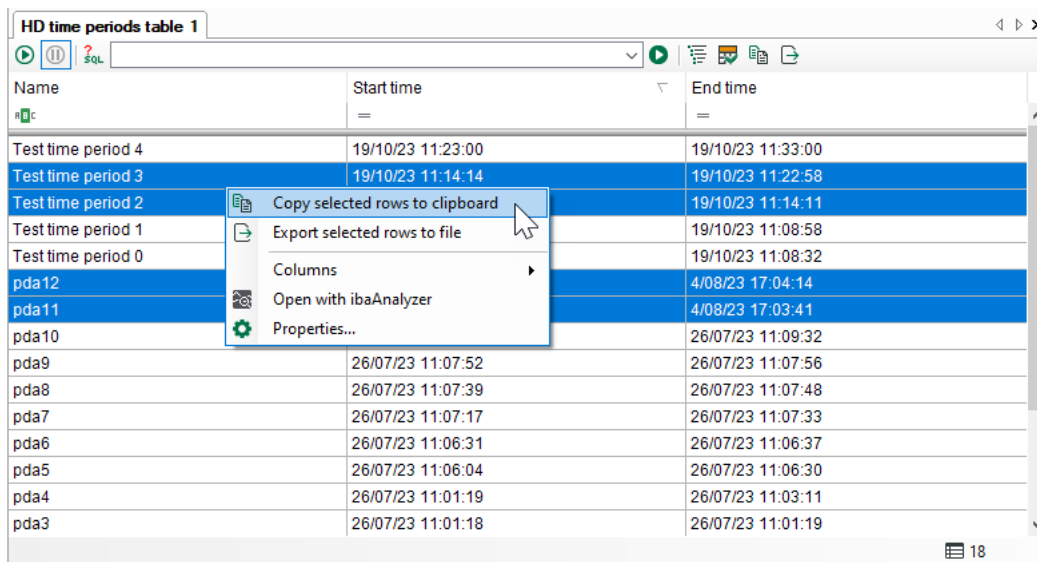 HD time periods table 1
? SQL
Name Start time End time
ABC = =
Test time period 4 19/10/23 11:23:00 19/10/23 11:33:00
Test time period 3 19/10/23 11:14:14 19/10/23 11:22:58
Test time period 2 19/10/23 11:14:11
Copy selected rows to clipboard
Test time period 1 19/10/23 11:08:58
Export selected rows to file
Test time period 0 19/10/23 11:08:32
Columns
pda12 4/08/23 17:04:14
Open with ibaAnalyzer
pda11 4/08/23 17:03:41
Properties...
pda10 26/07/23 11:09:32
pda9 26/07/23 11:07:52 26/07/23 11:07:56
pda8 26/07/23 11:07:39 26/07/23 11:07:48
pda7 26/07/23 11:07:17 26/07/23 11:07:33
pda6 26/07/23 11:06:31 26/07/23 11:06:37
pda5 26/07/23 11:06:04 26/07/23 11:06:30
pda4 26/07/23 11:01:19 26/07/23 11:03:11
pda3 26/07/23 11:01:18 26/07/23 11:01:19
18